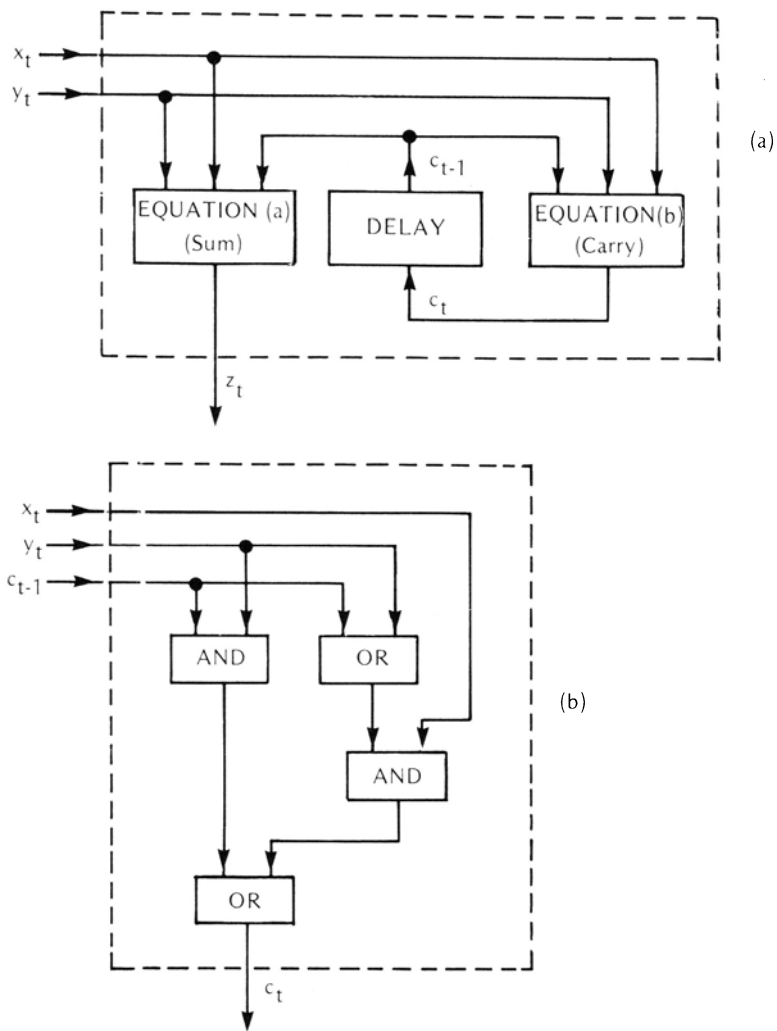 x_t
y_t
(a)
c_{t-1}
EQUATION (a)
(Sum)
DELAY
EQUATION(b)
(Carry)
c_t
z_t
x_t
y_t
c_{t-1}
AND
OR
(b)
AND
OR
c_t